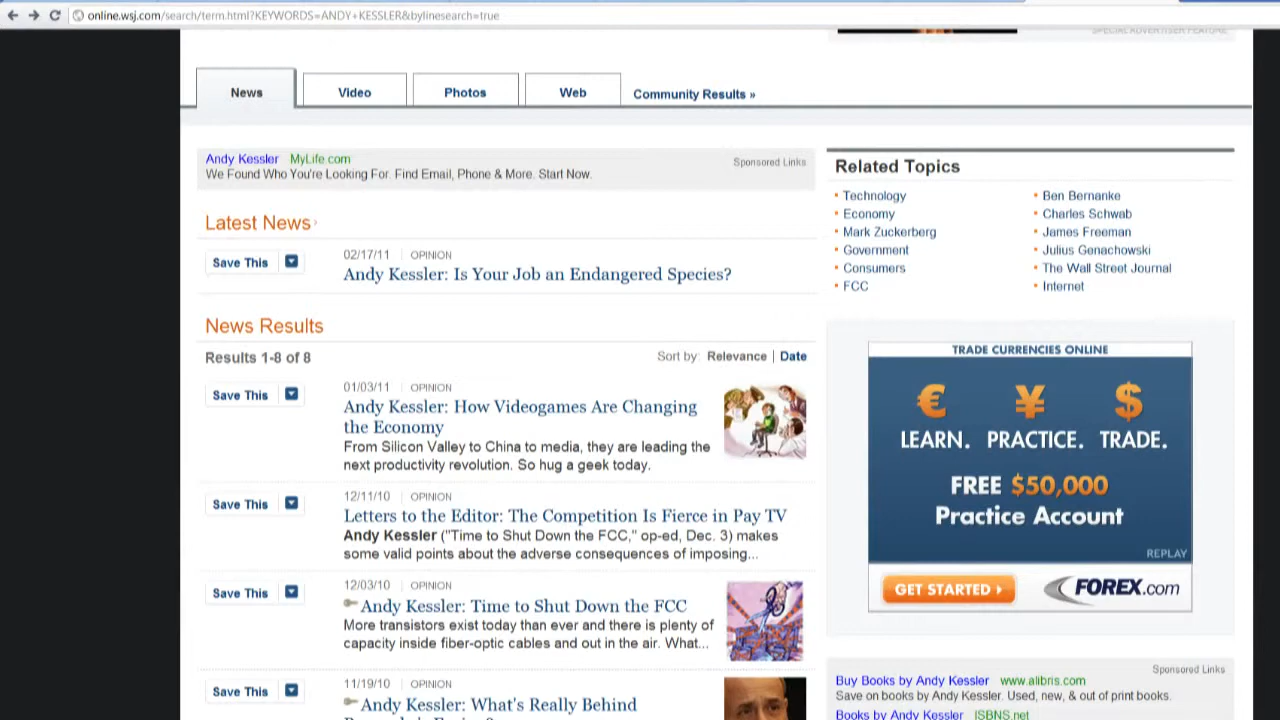 online.wsj.com/search/term.html?KEYWORDS=ANDY+KESSLER&bylinesearch=true
SPECIAL ADVERTISER FEATURE
News
Video
Photos
Web
Community Results »
Andy Kessler MyLife.com
Sponsored Links
We Found Who You're Looking For. Find Email, Phone & More. Start Now.
Latest News ›
Save This
02/17/11 | OPINION
Andy Kessler: Is Your Job an Endangered Species?
News Results
Results 1-8 of 8
Sort by: Relevance | Date
Save This
01/03/11 | OPINION
Andy Kessler: How Videogames Are Changing
the Economy
From Silicon Valley to China to media, they are leading the
next productivity revolution. So hug a geek today.
Save This
12/11/10 | OPINION
Letters to the Editor: The Competition Is Fierce in Pay TV
Andy Kessler ("Time to Shut Down the FCC," op-ed, Dec. 3) makes
some valid points about the adverse consequences of imposing...
Save This
12/03/10 | OPINION
Andy Kessler: Time to Shut Down the FCC
More transistors exist today than ever and there is plenty of
capacity inside fiber-optic cables and out in the air. What...
Save This
11/19/10 | OPINION
Andy Kessler: What's Really Behind
Related Topics
• Technology
• Economy
• Mark Zuckerberg
• Government
• Consumers
• FCC
• Ben Bernanke
• Charles Schwab
• James Freeman
• Julius Genachowski
• The Wall Street Journal
• Internet
TRADE CURRENCIES ONLINE
€ ¥ $
LEARN. PRACTICE. TRADE.
FREE $50,000
Practice Account
REPLAY
GET STARTED
FOREX.com
Sponsored Links
Buy Books by Andy Kessler www.alibris.com
Save on books by Andy Kessler. Used, new, & out of print books.
Books by Andy Kessler ISBNS.net